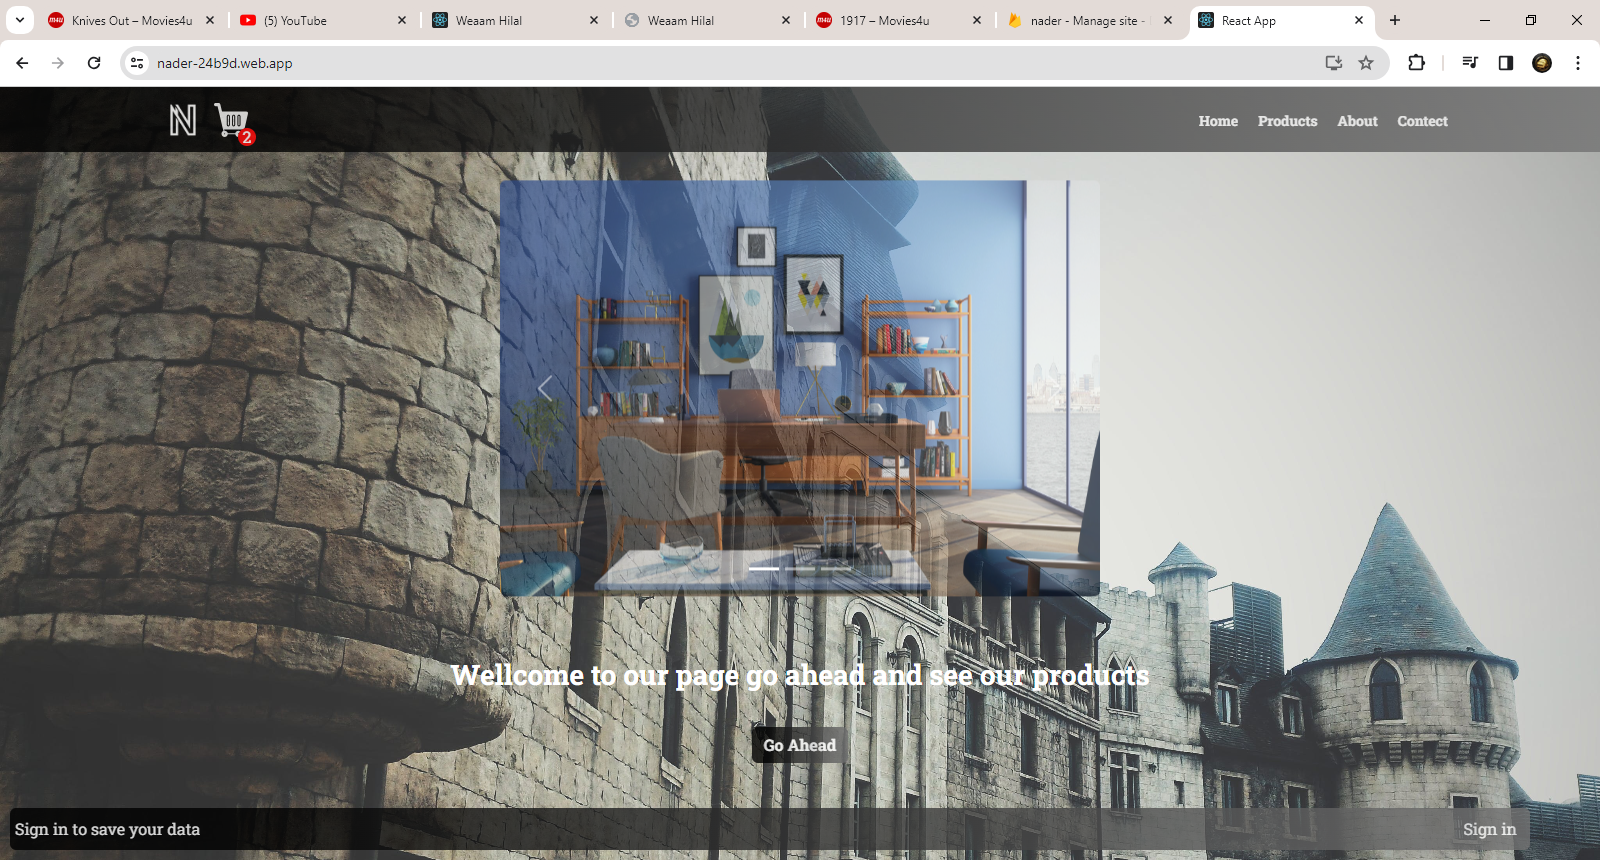 Knives Out – Movies4u
(5) YouTube
Weaam Hilal
Weaam Hilal
1917 – Movies4u
nader - Manage site -
React App
nader-24b9d.web.app
N
2
Home
Products
About
Contect
Wellcome to our page go ahead and see our products
Go Ahead
Sign in to save your data
Sign in